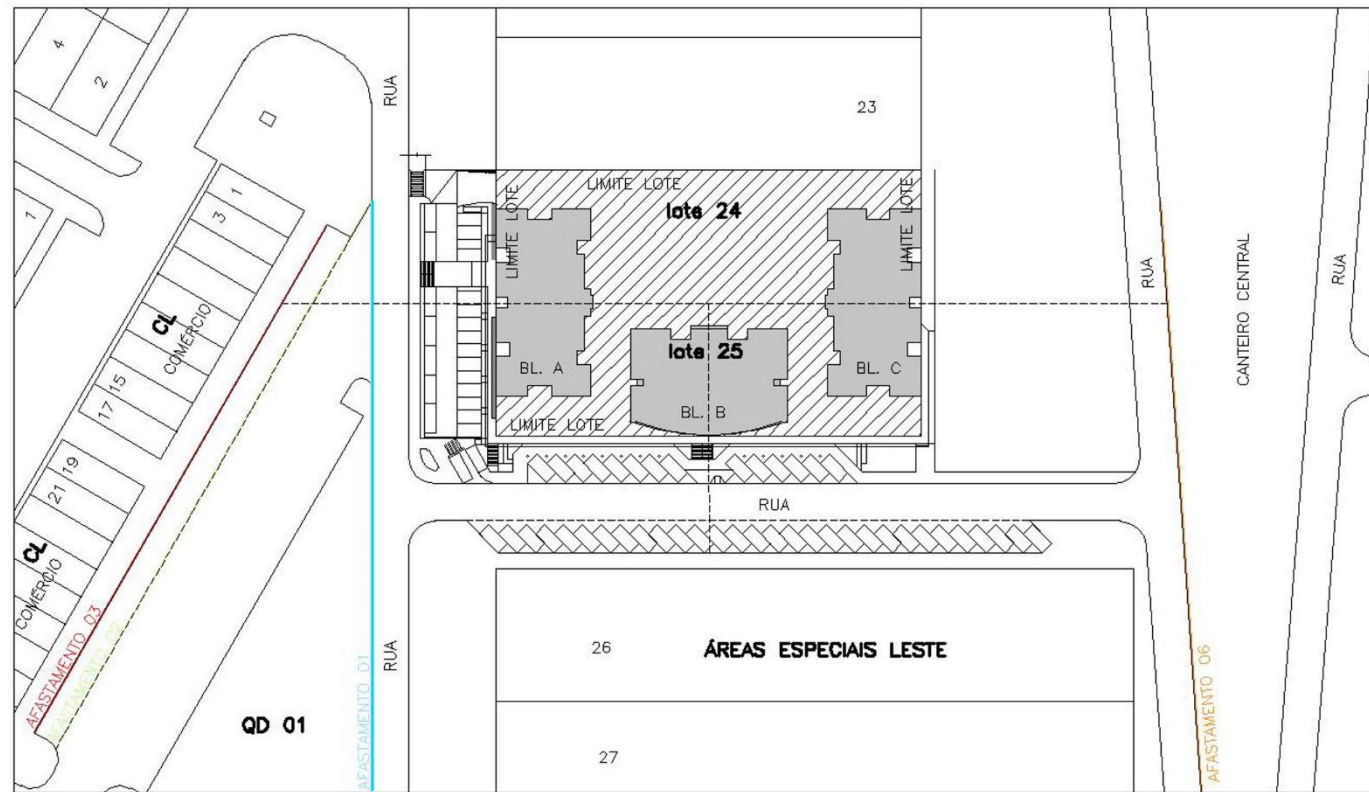 4
2
1
RUA
23
1
3
LIMITE LOTE
LIMITE LOTE
LIMITE LOTE
lote 24
CL
COMÉRCIO
15
17
lote 25
BL. A
BL. B
BL. C
LIMITE LOTE
RUA
CANTEIRO CENTRAL
RUA
19
21
CL
COMÉRCIO
RUA
RUA
26
ÁREAS ESPECIAIS LESTE
27
QD 01
AFASTAMENTO 03
AFASTAMENTO 02
AFASTAMENTO 01
AFASTAMENTO 06